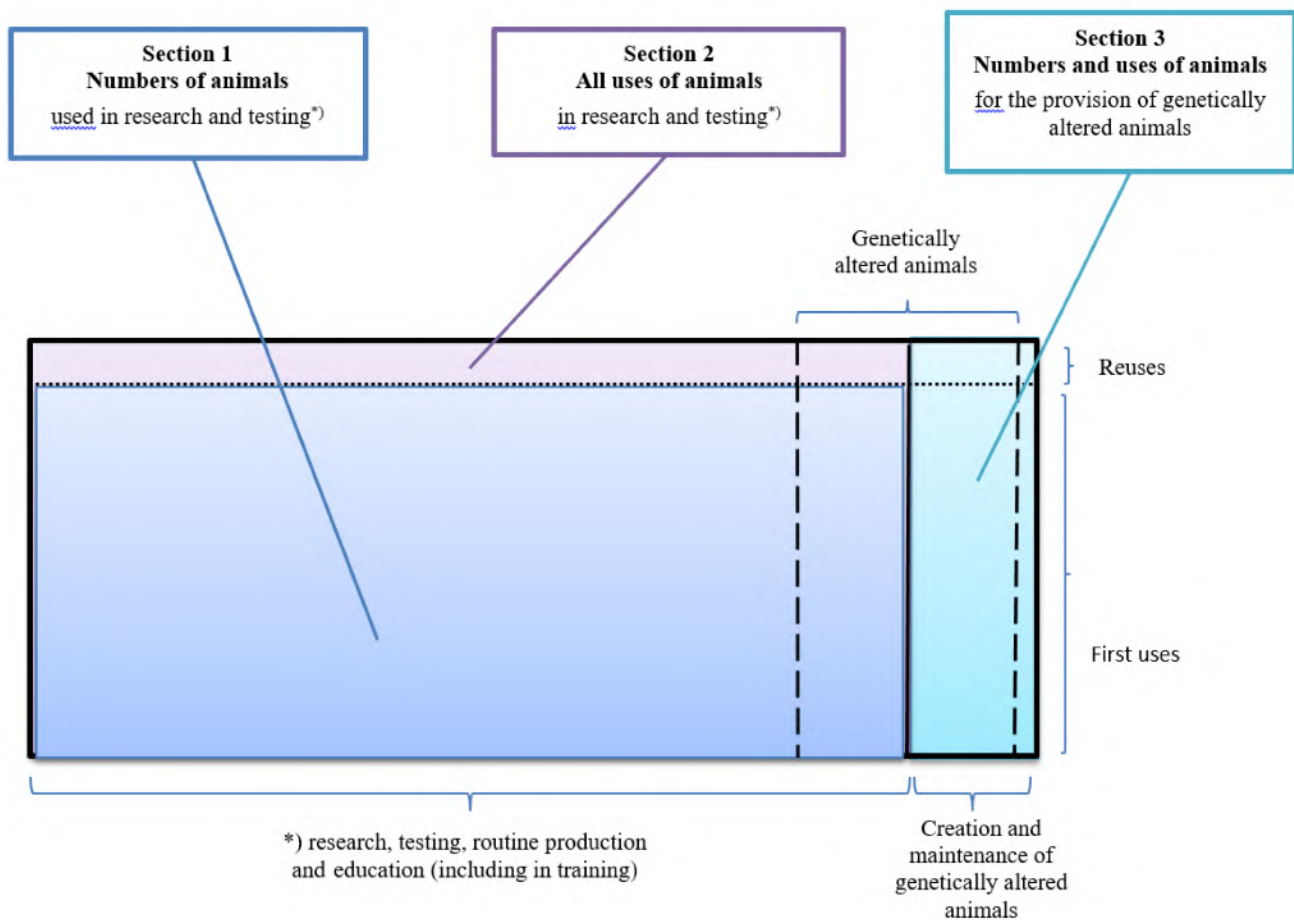 Section 1
Numbers of animals
used in research and testing*)
Section 2
All uses of animals
in research and testing*)
Section 3
Numbers and uses of animals
for the provision of genetically
altered animals
Genetically
altered animals
Reuses
First uses
*) research, testing, routine production
and education (including in training)
Creation and
maintenance of
genetically altered
animals